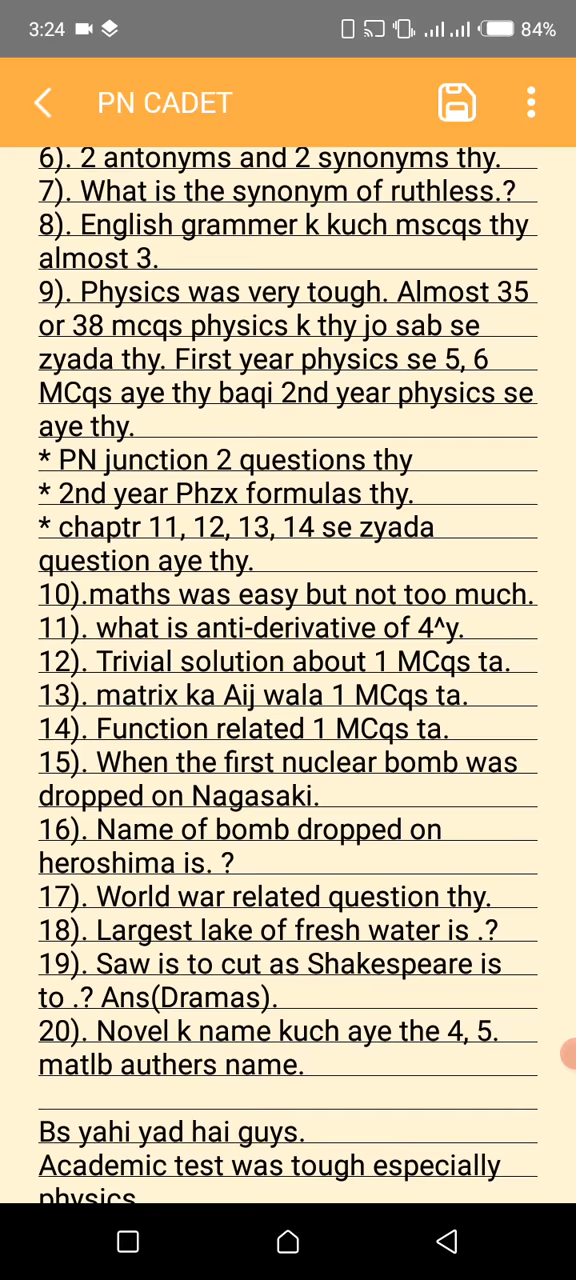 3:24
84%
PN CADET
6). 2 antonyms and 2 synonyms thy.
7). What is the synonym of ruthless.?
8). English grammer k kuch mscqs thy
almost 3.
9). Physics was very tough. Almost 35
or 38 mcqs physics k thy jo sab se
zyada thy. First year physics se 5, 6
MCqs aye thy baqi 2nd year physics se
aye thy.
* PN junction 2 questions thy
* 2nd year Phzx formulas thy.
* chaptr 11, 12, 13, 14 se zyada
question aye thy.
10).maths was easy but not too much.
11). what is anti-derivative of 4^y.
12). Trivial solution about 1 MCqs ta.
13). matrix ka Aij wala 1 MCqs ta.
14). Function related 1 MCqs ta.
15). When the first nuclear bomb was
dropped on Nagasaki.
16). Name of bomb dropped on
heroshima is. ?
17). World war related question thy.
18). Largest lake of fresh water is .?
19). Saw is to cut as Shakespeare is
to .? Ans(Dramas).
20). Novel k name kuch aye the 4, 5.
matlb authers name.
Bs yahi yad hai guys.
Academic test was tough especially
physics